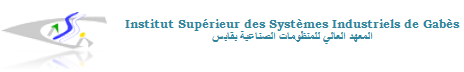 Institut Supérieur des Systèmes Industriels de Gabès
المعهد العالي للمنظومات الصناعية بقابس